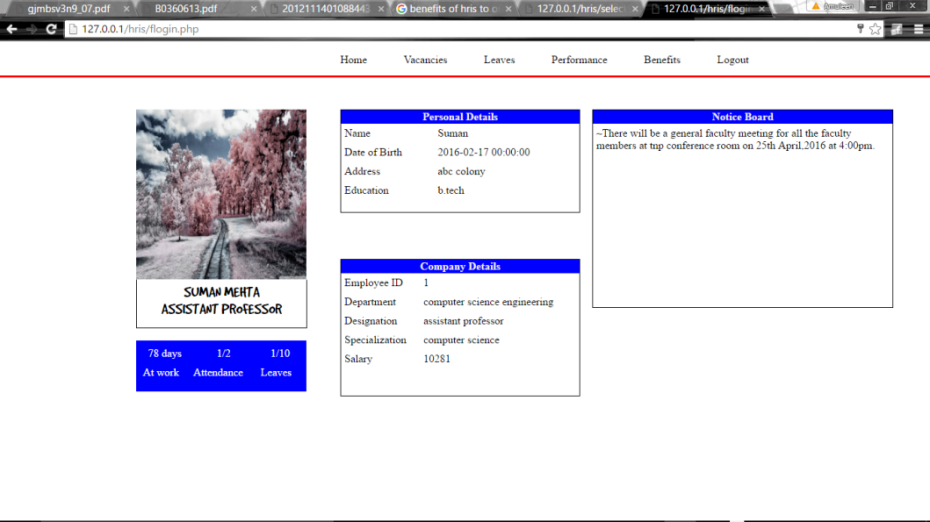 gjmbsv3n9_07.pdf
B0360613.pdf
2012111401088443
benefits of hris to o
127.0.0.1/hris/selec
127.0.0.1/hris/flogin
127.0.0.1/hris/flogin.php
Home Vacancies Leaves Performance Benefits Logout
SUMAN MEHTA
ASSISTANT PROFESSOR
78 days 1/2 1/10
At work Attendance Leaves
Personal Details
Name Suman
Date of Birth 2016-02-17 00:00:00
Address abc colony
Education b.tech
Company Details
Employee ID 1
Department computer science engineering
Designation assistant professor
Specialization computer science
Salary 10281
Notice Board
~There will be a general faculty meeting for all the faculty
members at tnp conference room on 25th April,2016 at 4:00pm.